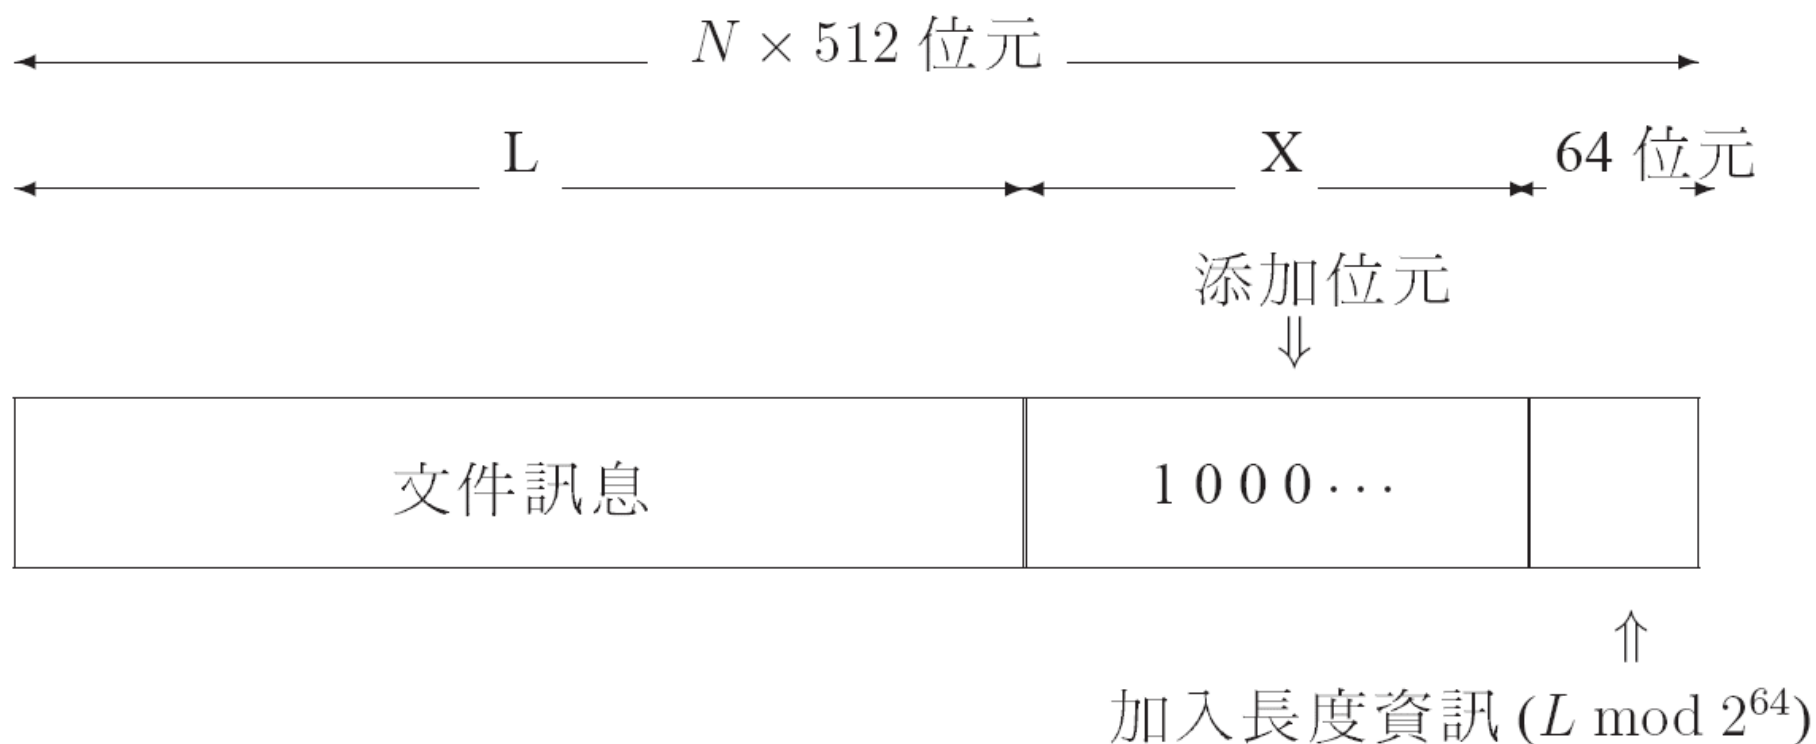 N × 512 位元
L X 64 位元
添加位元
⇓
文件訊息 1 0 0 0 ⋯
⇑
加入長度資訊 (L mod 2^64)